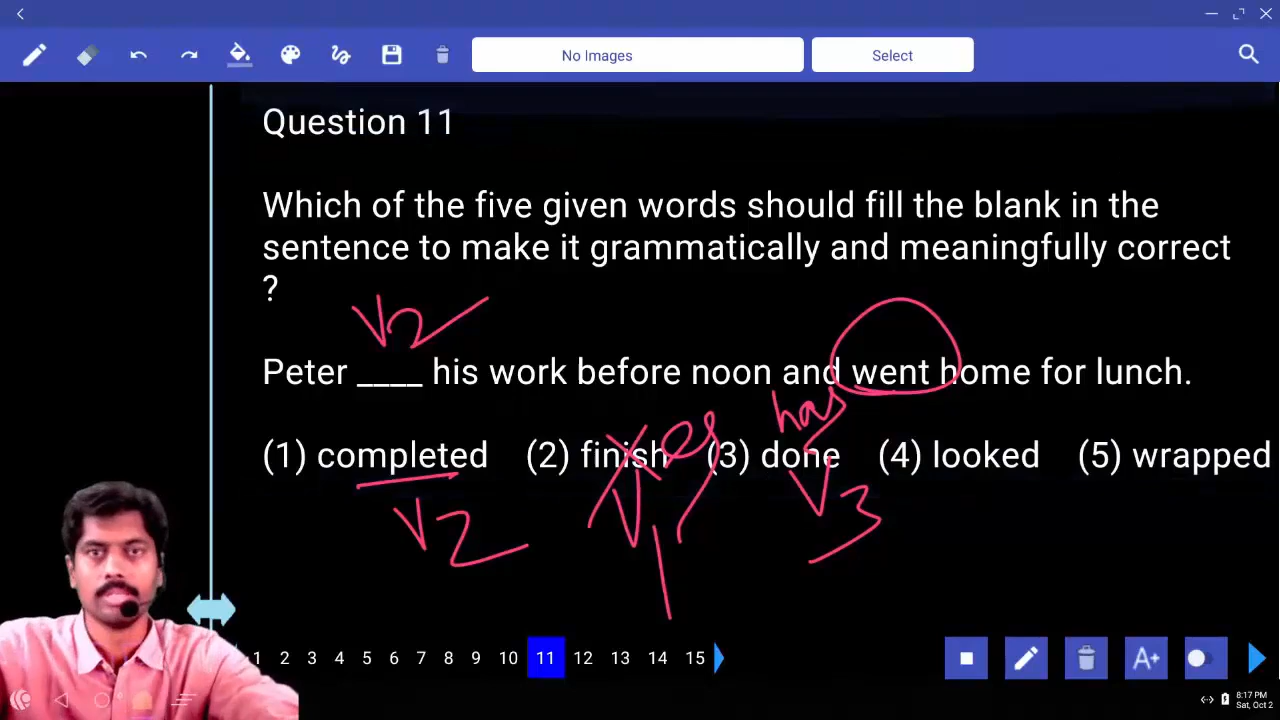 No Images
Select
Question 11
Which of the five given words should fill the blank in the
sentence to make it grammatically and meaningfully correct
?
V2
Peter ____ his work before noon and went home for lunch.
has
es
(1) completed (2) finish (3) done (4) looked (5) wrapped
V2
V1
V3
1 2 3 4 5 6 7 8 9 10 11 12 13 14 15
A+
8:17 PM
Sat, Oct 2